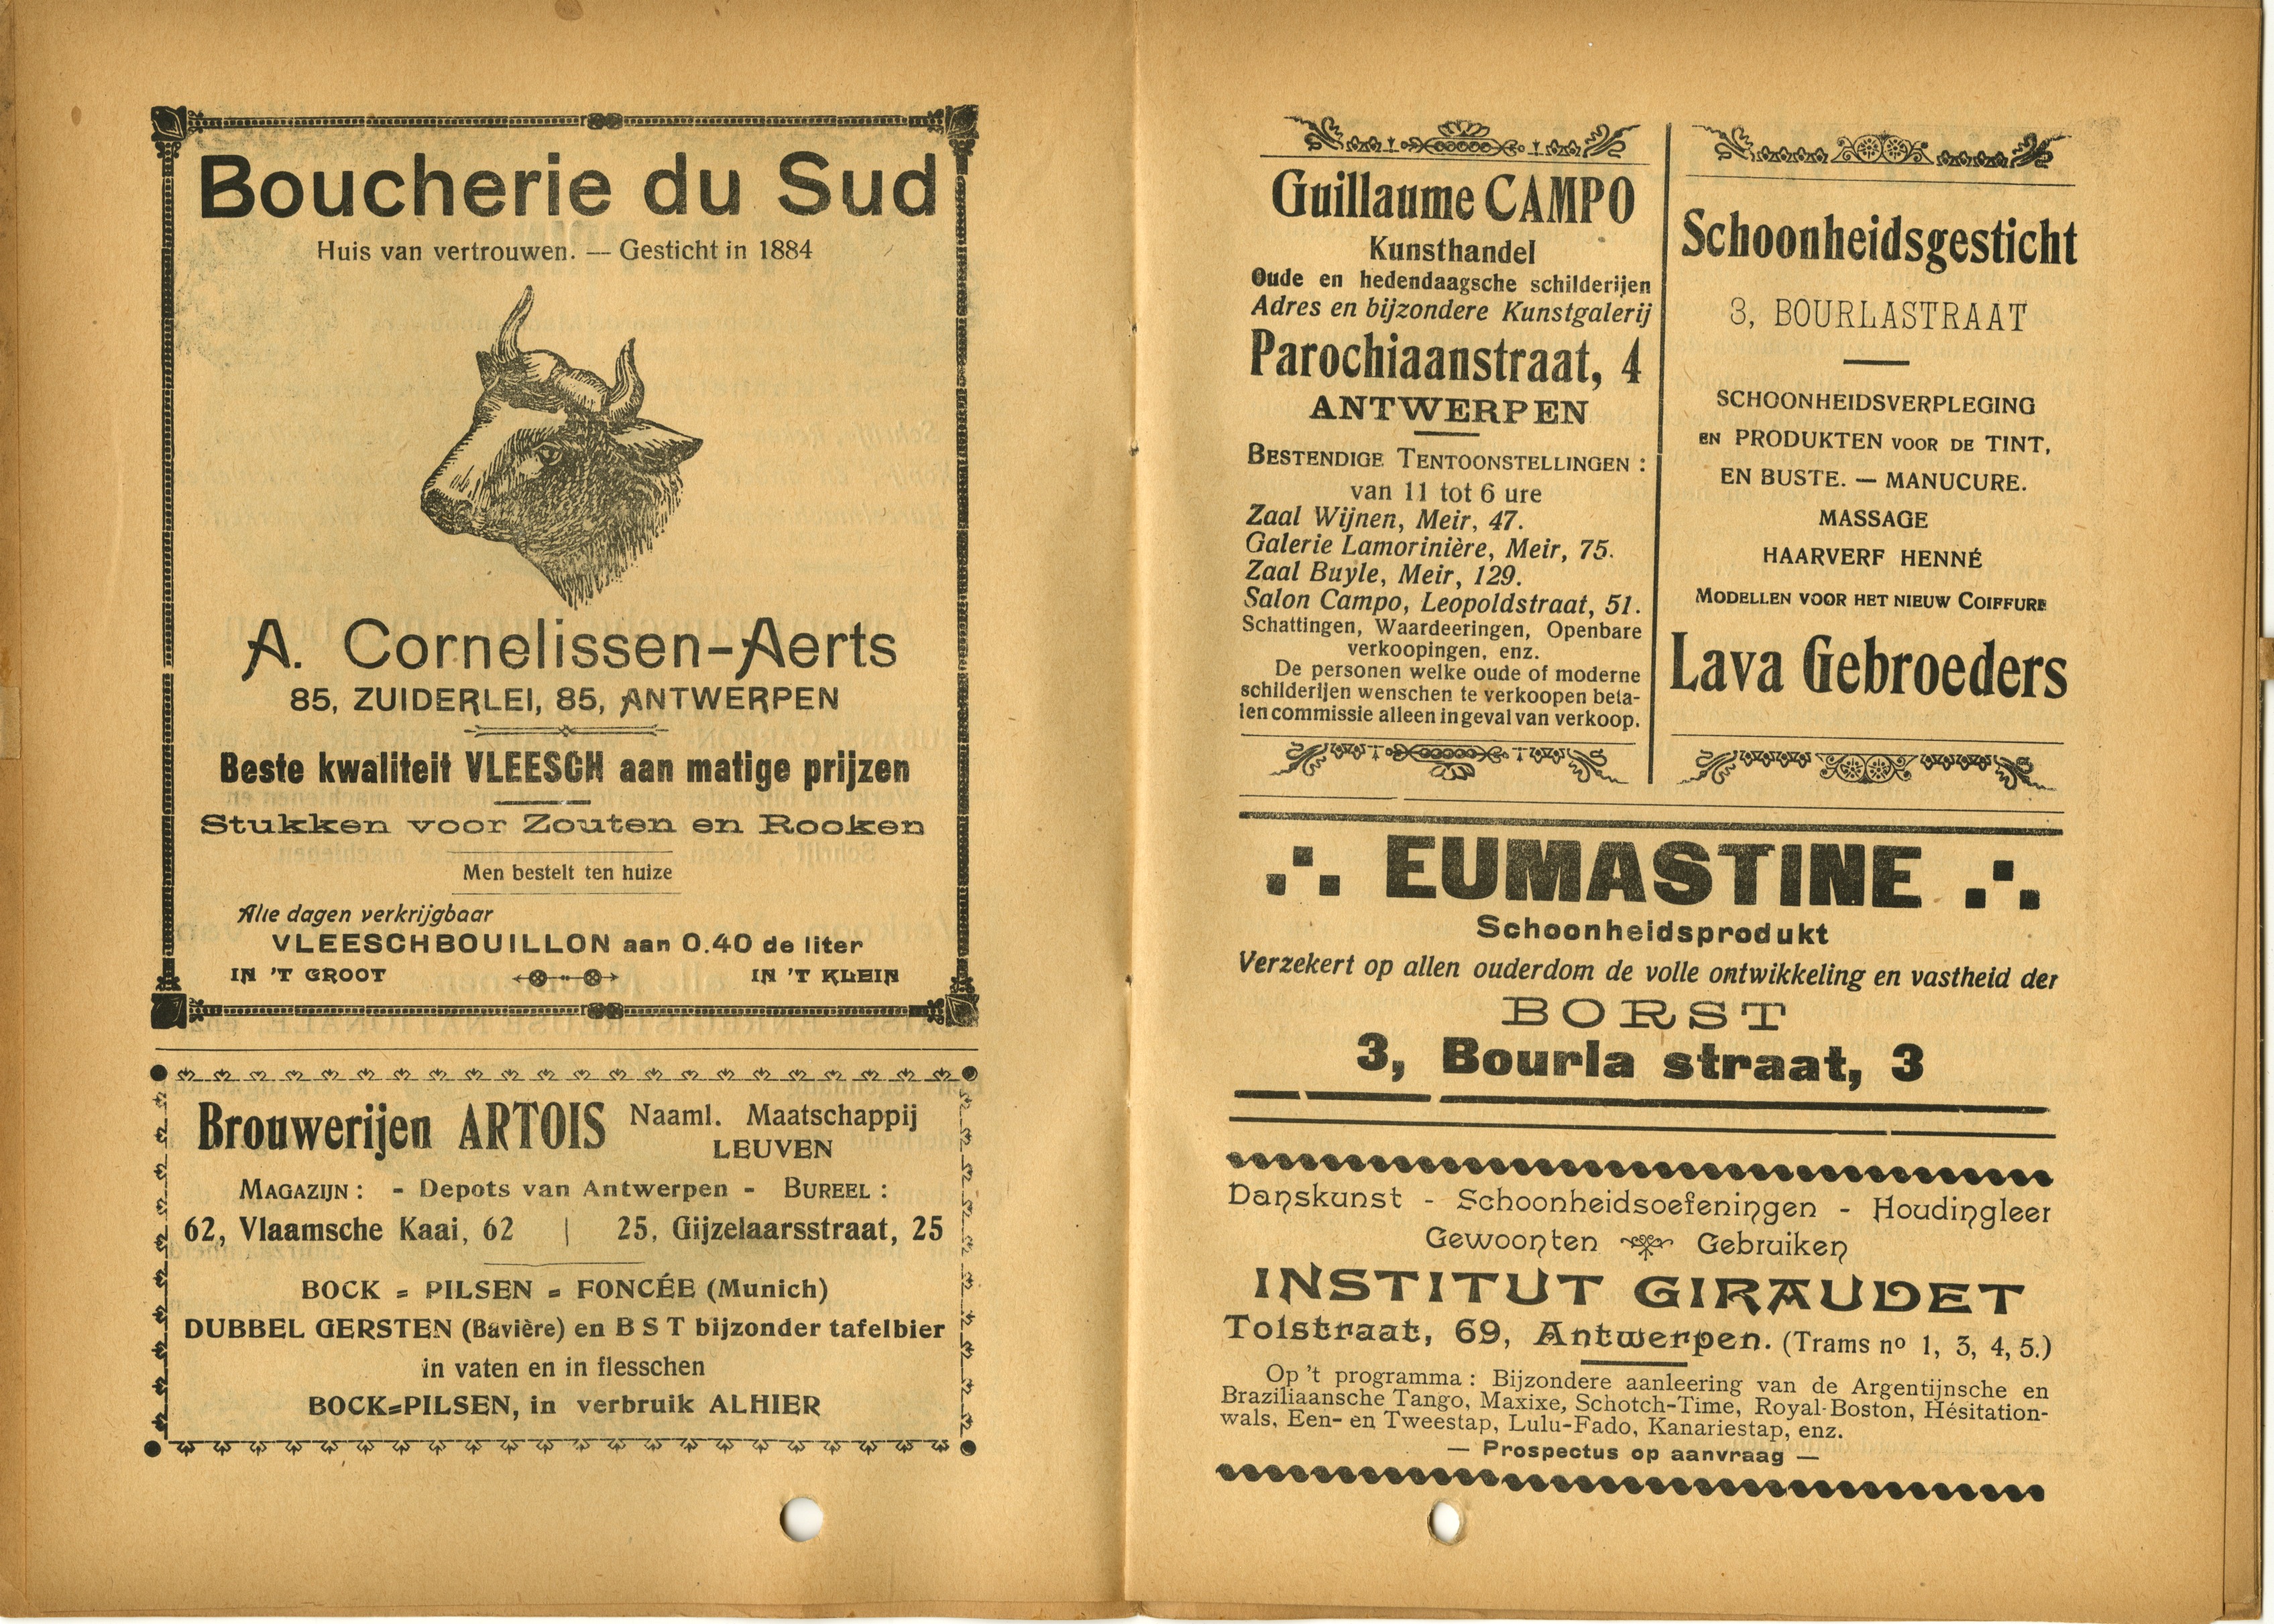 Boucherie du Sud
Huis van vertrouwen. — Gesticht in 1884
A. Cornelissen-Aerts
85, ZUIDERLEI, 85, ANTWERPEN
Beste kwaliteit VLEESCH aan matige prijzen
Stukken voor Zouten en Rooken
Men bestelt ten huize
Alle dagen verkrijgbaar
VLEESCHBOUILLON aan 0.40 de liter
IN 'T GROOT IN 'T KLEIN
Brouwerijen ARTOIS Naaml. Maatschappij
LEUVEN
MAGAZIJN : - Depots van Antwerpen - BUREEL :
62, Vlaamsche Kaai, 62 | 25, Gijzelaarsstraat, 25
BOCK = PILSEN = FONCÉE (Munich)
DUBBEL GERSTEN (Bavière) en B S T bijzonder tafelbier
in vaten en in flesschen
BOCK=PILSEN, in verbruik ALHIER
Guillaume CAMPO
Kunsthandel
Oude en hedendaagsche schilderijen
Adres en bijzondere Kunstgalerij
Parochiaanstraat, 4
ANTWERPEN
BESTENDIGE TENTOONSTELLINGEN :
van 11 tot 6 ure
Zaal Wijnen, Meir, 47.
Galerie Lamorinière, Meir, 75.
Zaal Buyle, Meir, 129.
Salon Campo, Leopoldstraat, 51.
Schattingen, Waardeeringen, Openbare
verkoopingen, enz.
De personen welke oude of moderne
schilderijen wenschen te verkoopen beta-
len commissie alleen in geval van verkoop.
Schoonheidsgesticht
3, BOURLASTRAAT
SCHOONHEIDSVERPLEGING
EN PRODUKTEN VOOR DE TINT,
EN BUSTE. — MANUCURE.
MASSAGE
HAARVERF HENNÉ
MODELLEN VOOR HET NIEUW COIFFURE
Lava Gebroeders
∴ EUMASTINE ∴
Schoonheidsprodukt
Verzekert op allen ouderdom de volle ontwikkeling en vastheid der
BORST
3, Bourla straat, 3
Danskunst - Schoonheidsoefeningen - Houdingleer
Gewoonten Gebruiken
INSTITUT GIRAUDET
Tolstraat, 69, Antwerpen. (Trams nº 1, 3, 4, 5.)
Op 't programma : Bijzondere aanleering van de Argentijnsche en
Braziliaansche Tango, Maxixe, Schotch-Time, Royal-Boston, Hésitation-
wals, Een- en Tweestap, Lulu-Fado, Kanariestap, enz.
— Prospectus op aanvraag —